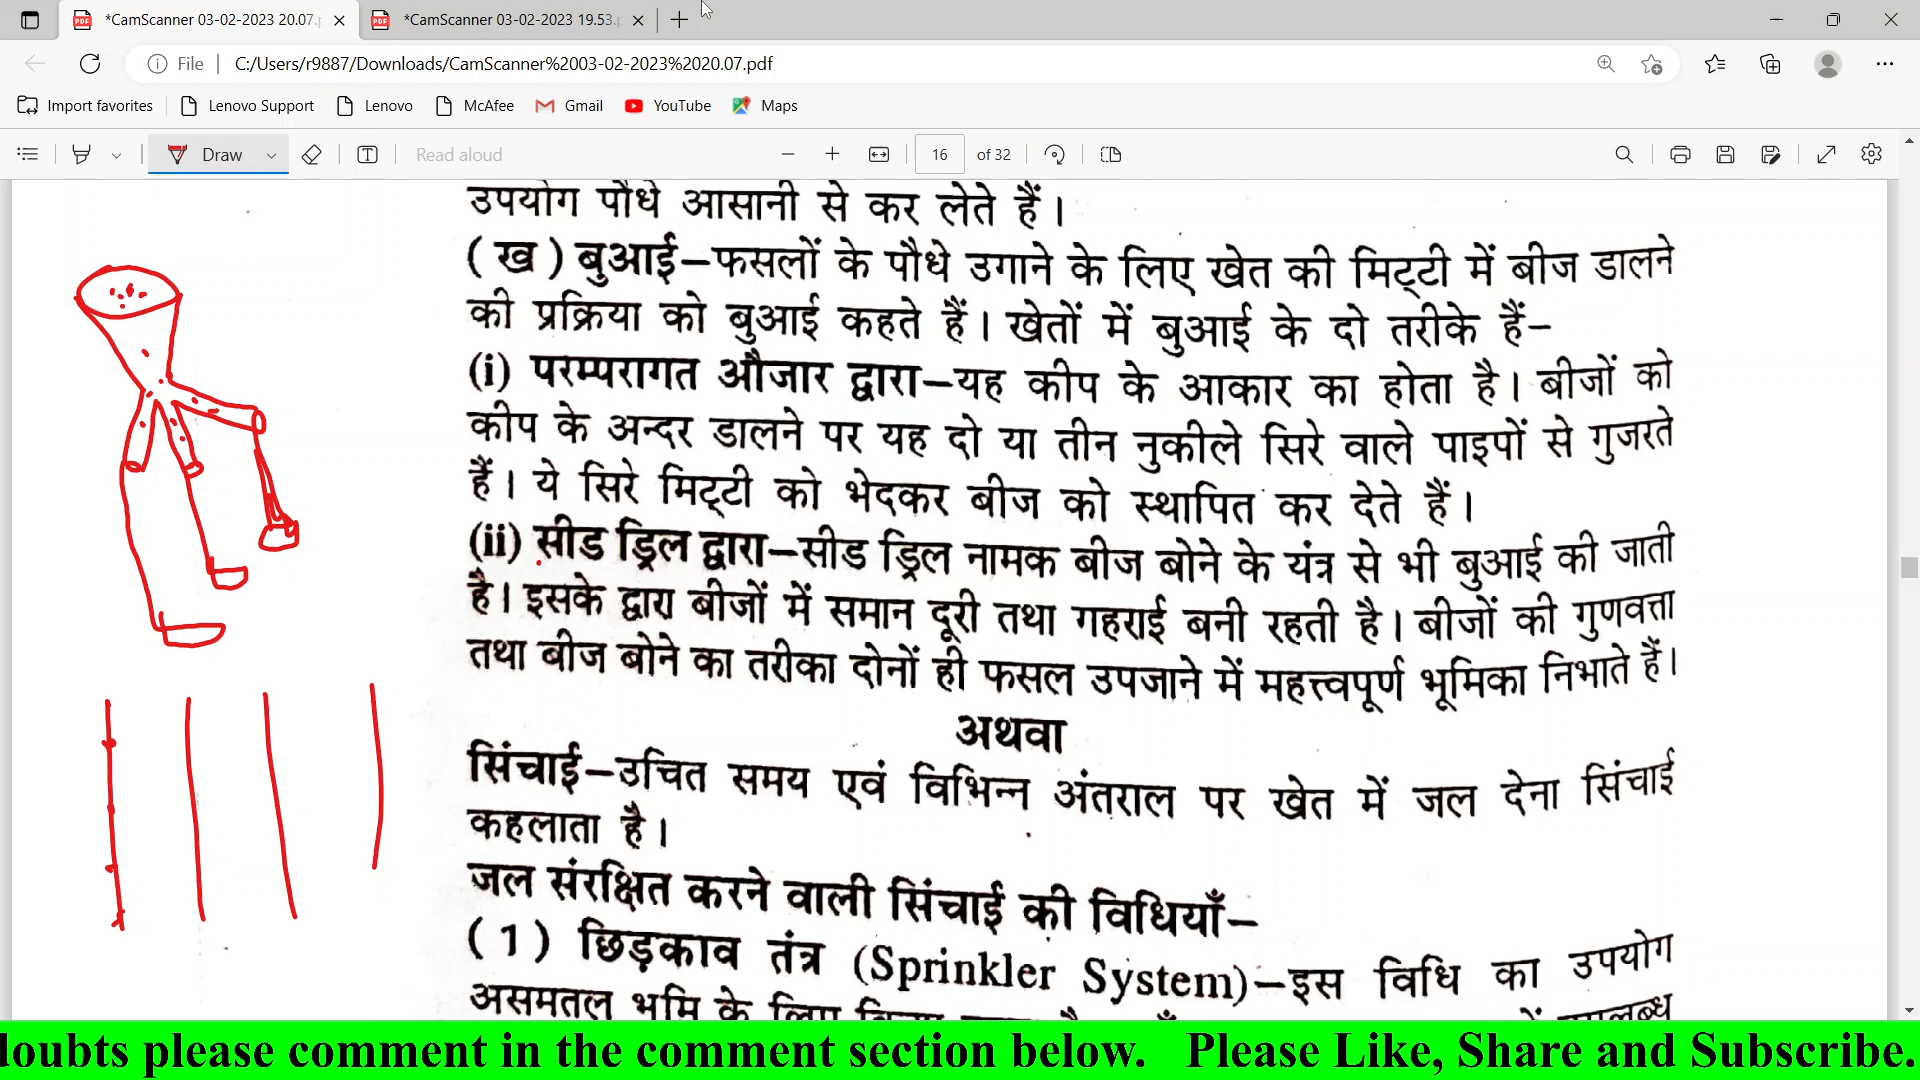 *CamScanner 03-02-2023 20.07.
*CamScanner 03-02-2023 19.53.
File
C:/Users/r9887/Downloads/CamScanner%2003-02-2023%2020.07.pdf
Import favorites
Lenovo Support
Lenovo
McAfee
Gmail
YouTube
Maps
Draw
Read aloud
16
of 32
उपयोग पौधे आसानी से कर लेते हैं।
(ख) बुआई–फसलों के पौधे उगाने के लिए खेत की मिट्टी में बीज डालने
की प्रक्रिया को बुआई कहते हैं। खेतों में बुआई के दो तरीके हैं–
(i) परम्परागत औजार द्वारा–यह कीप के आकार का होता है। बीजों को
कीप के अन्दर डालने पर यह दो या तीन नुकीले सिरे वाले पाइपों से गुजरते
हैं। ये सिरे मिट्टी को भेदकर बीज को स्थापित कर देते हैं।
(ii) सीड ड्रिल द्वारा–सीड ड्रिल नामक बीज बोने के यंत्र से भी बुआई की जाती
है। इसके द्वारा बीजों में समान दूरी तथा गहराई बनी रहती है। बीजों की गुणवत्ता
तथा बीज बोने का तरीका दोनों ही फसल उपजाने में महत्त्वपूर्ण भूमिका निभाते हैं।
अथवा
सिंचाई–उचित समय एवं विभिन्न अंतराल पर खेत में जल देना सिंचाई
कहलाता है।
जल संरक्षित करने वाली सिंचाई की विधियाँ–
(1) छिड़काव तंत्र (Sprinkler System)–इस विधि का उपयोग
असमतल भूमि के लिए
doubts please comment in the comment section below. Please Like, Share and Subscribe.